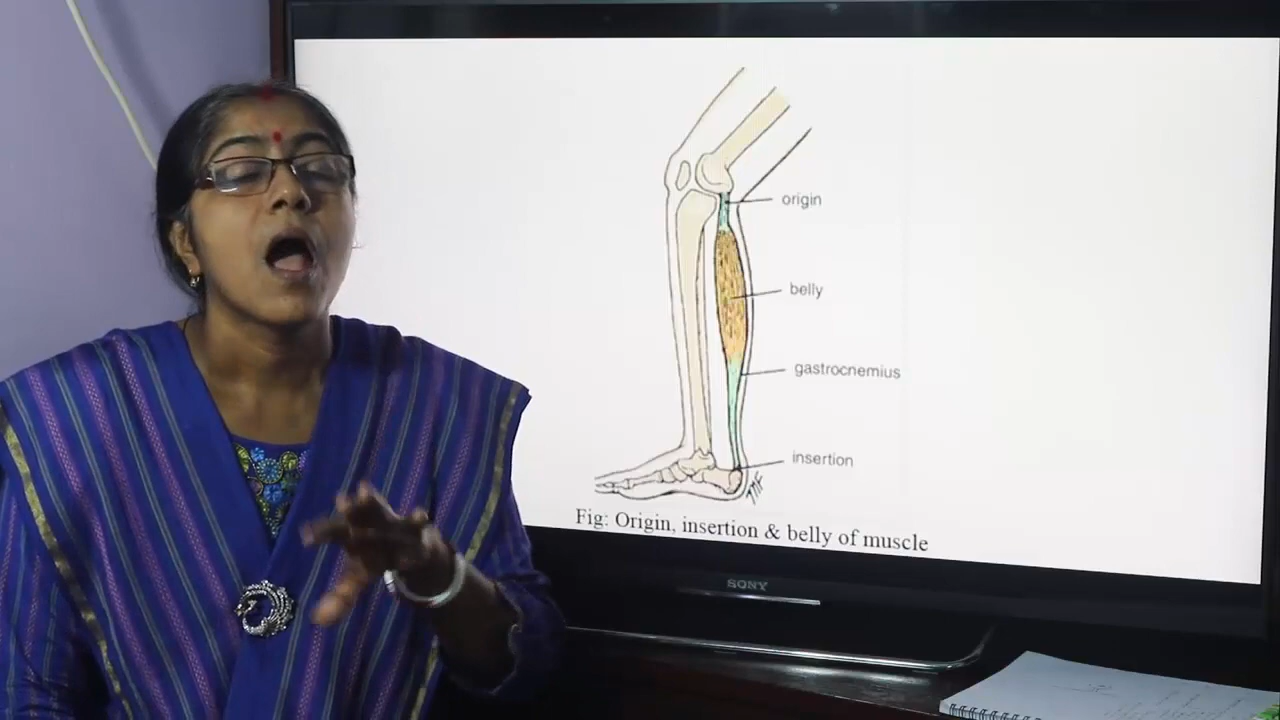 origin
belly
gastrocnemius
insertion
Fig: Origin, insertion & belly of muscle
SONY